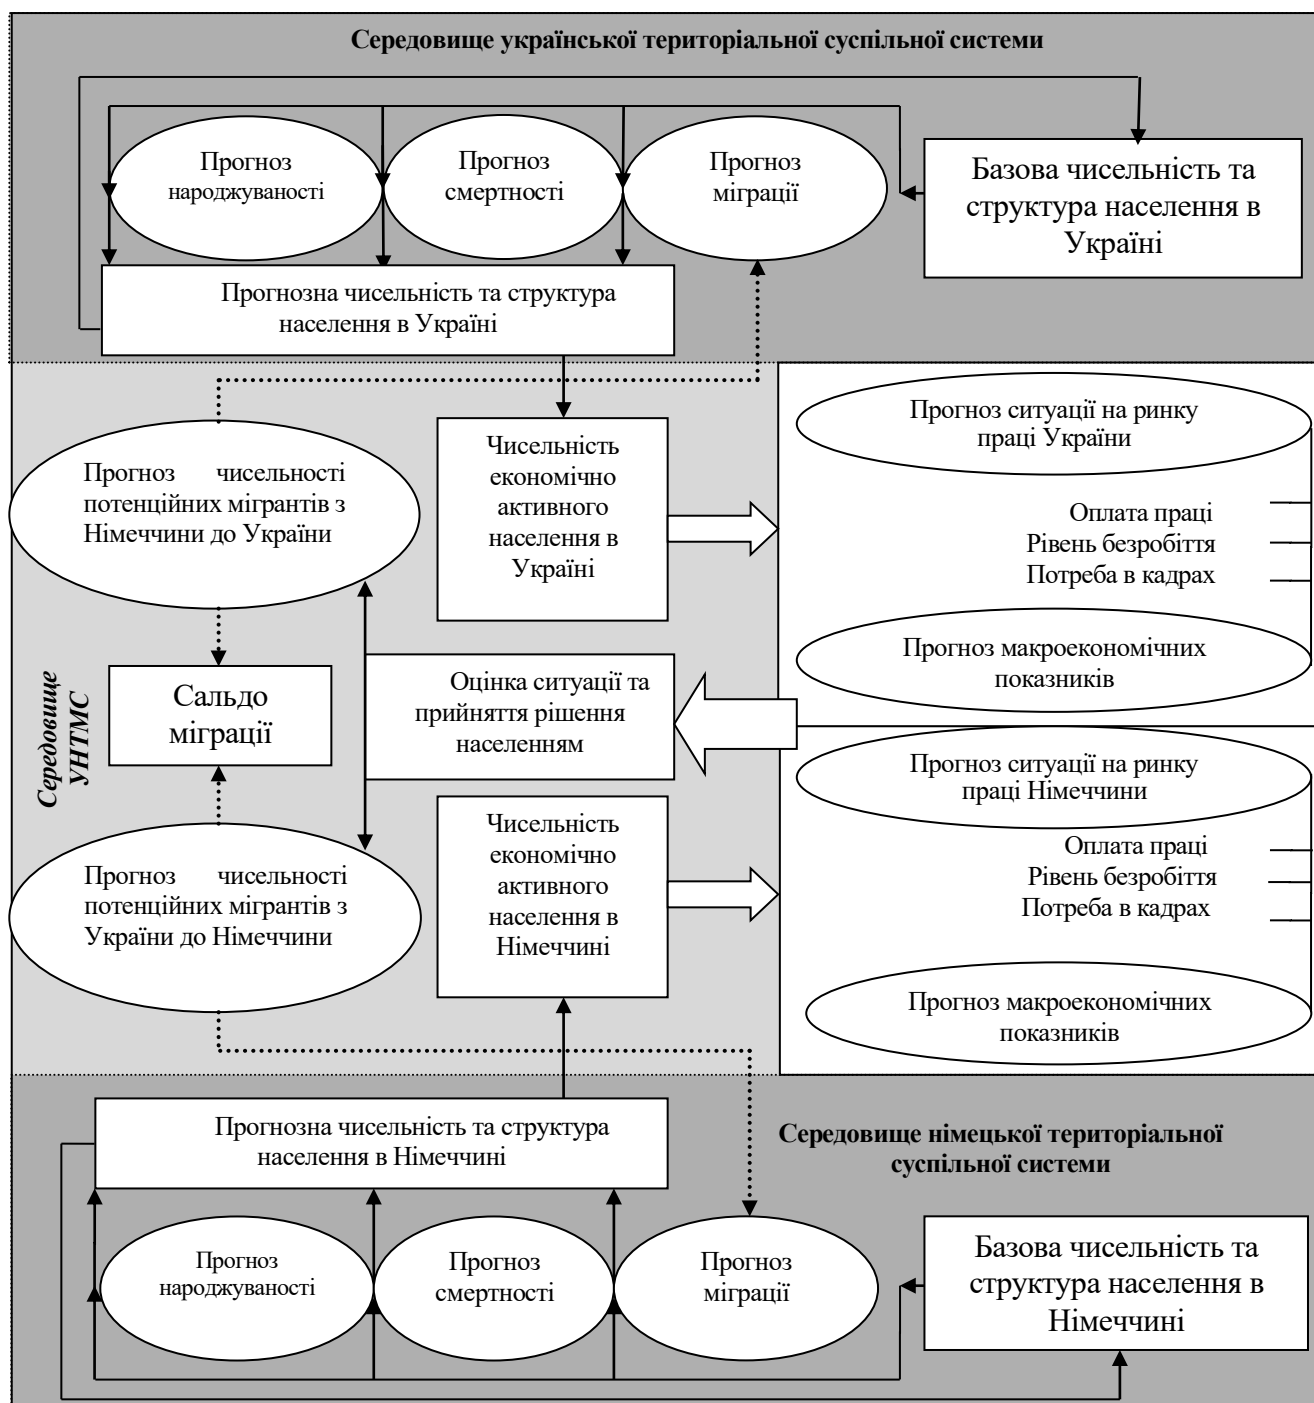 Середовище української територіальної суспільної системи
Прогноз
народжуваності
Прогноз
смертності
Прогноз
міграції
Базова чисельність та
структура населення в
Україні
Прогнозна чисельність та структура
населення в Україні
Прогноз чисельності
потенційних мігрантів з
Німеччини до України
Чисельність
економічно
активного
населення в
Україні
Прогноз ситуації на ринку
праці України
Оплата праці
Рівень безробіття
Потреба в кадрах
Прогноз макроекономічних
показників
Середовище
УНТМС
Сальдо
міграції
Оцінка ситуації та
прийняття рішення
населенням
Прогноз ситуації на ринку
праці Німеччини
Оплата праці
Рівень безробіття
Потреба в кадрах
Прогноз макроекономічних
показників
Прогноз чисельності
потенційних мігрантів з
України до Німеччини
Чисельність
економічно
активного
населення в
Німеччині
Прогнозна чисельність та структура
населення в Німеччині
Середовище німецької територіальної
суспільної системи
Прогноз
народжуваності
Прогноз
смертності
Прогноз
міграції
Базова чисельність та
структура населення в
Німеччині